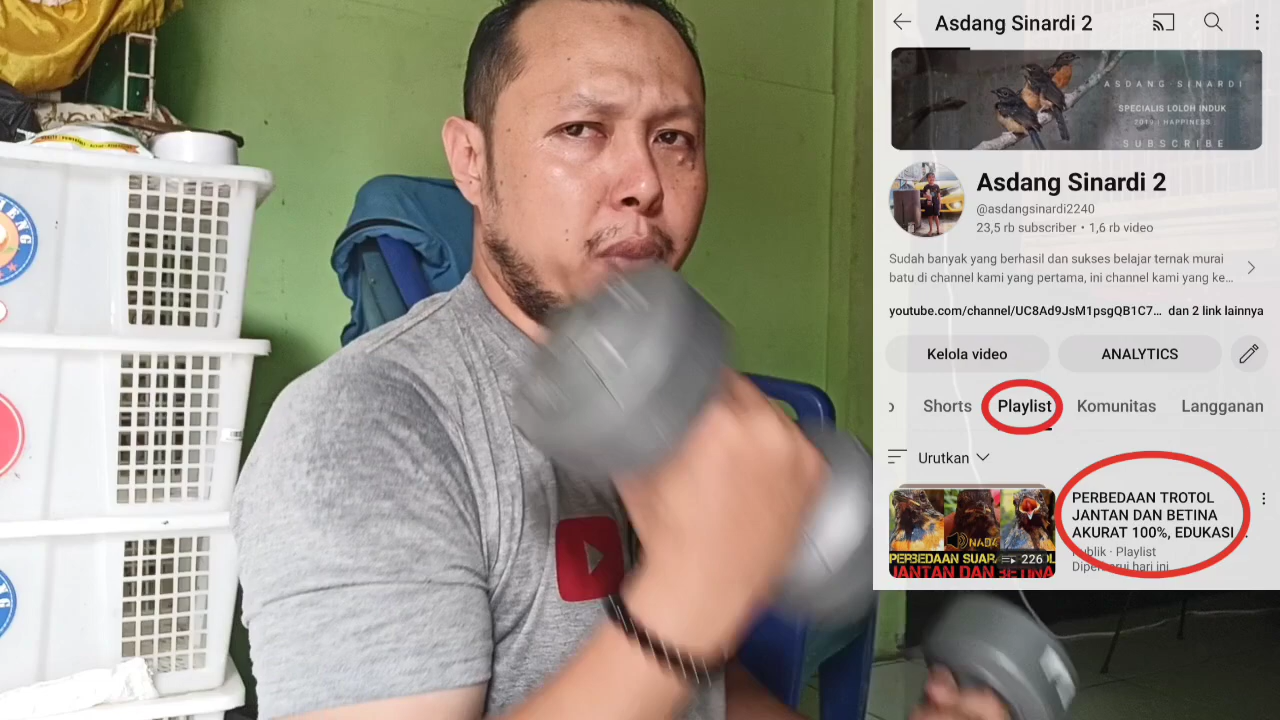 Asdang Sinardi 2
ASDANG SINARDI
SPECIALIS LOLOH INDUK
2019 | HAPPINESS
SUBSCRIBE
Asdang Sinardi 2
@asdangsinardi2240
23,5 rb subscriber • 1,6 rb video
Sudah banyak yang berhasil dan sukses belajar ternak murai
batu di channel kami yang pertama, ini channel kami yang ke...
youtube.com/channel/UC8Ad9JsM1psgQB1C7... dan 2 link lainnya
Kelola video
ANALYTICS
Shorts
Playlist
Komunitas
Langganan
Urutkan
PERBEDAAN TROTOL
JANTAN DAN BETINA
AKURAT 100%, EDUKASI
Publik · Playlist
Diperbarui hari ini
226
JANTAN DAN BETINA